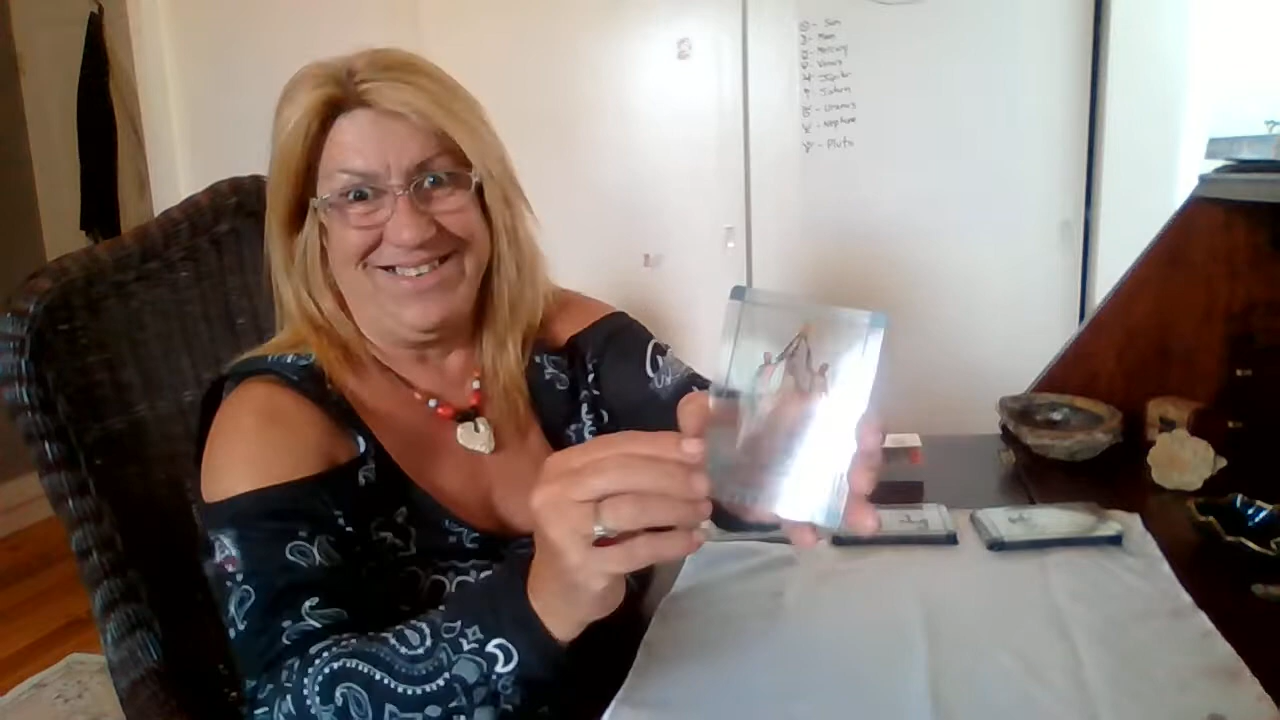 ☉ - Sun
☽ - Moon
☿ - Mercury
♀ - Venus
♃ - Jupiter
♄ - Saturn
♅ - Uranus
♆ - Neptune
♇ - Pluto